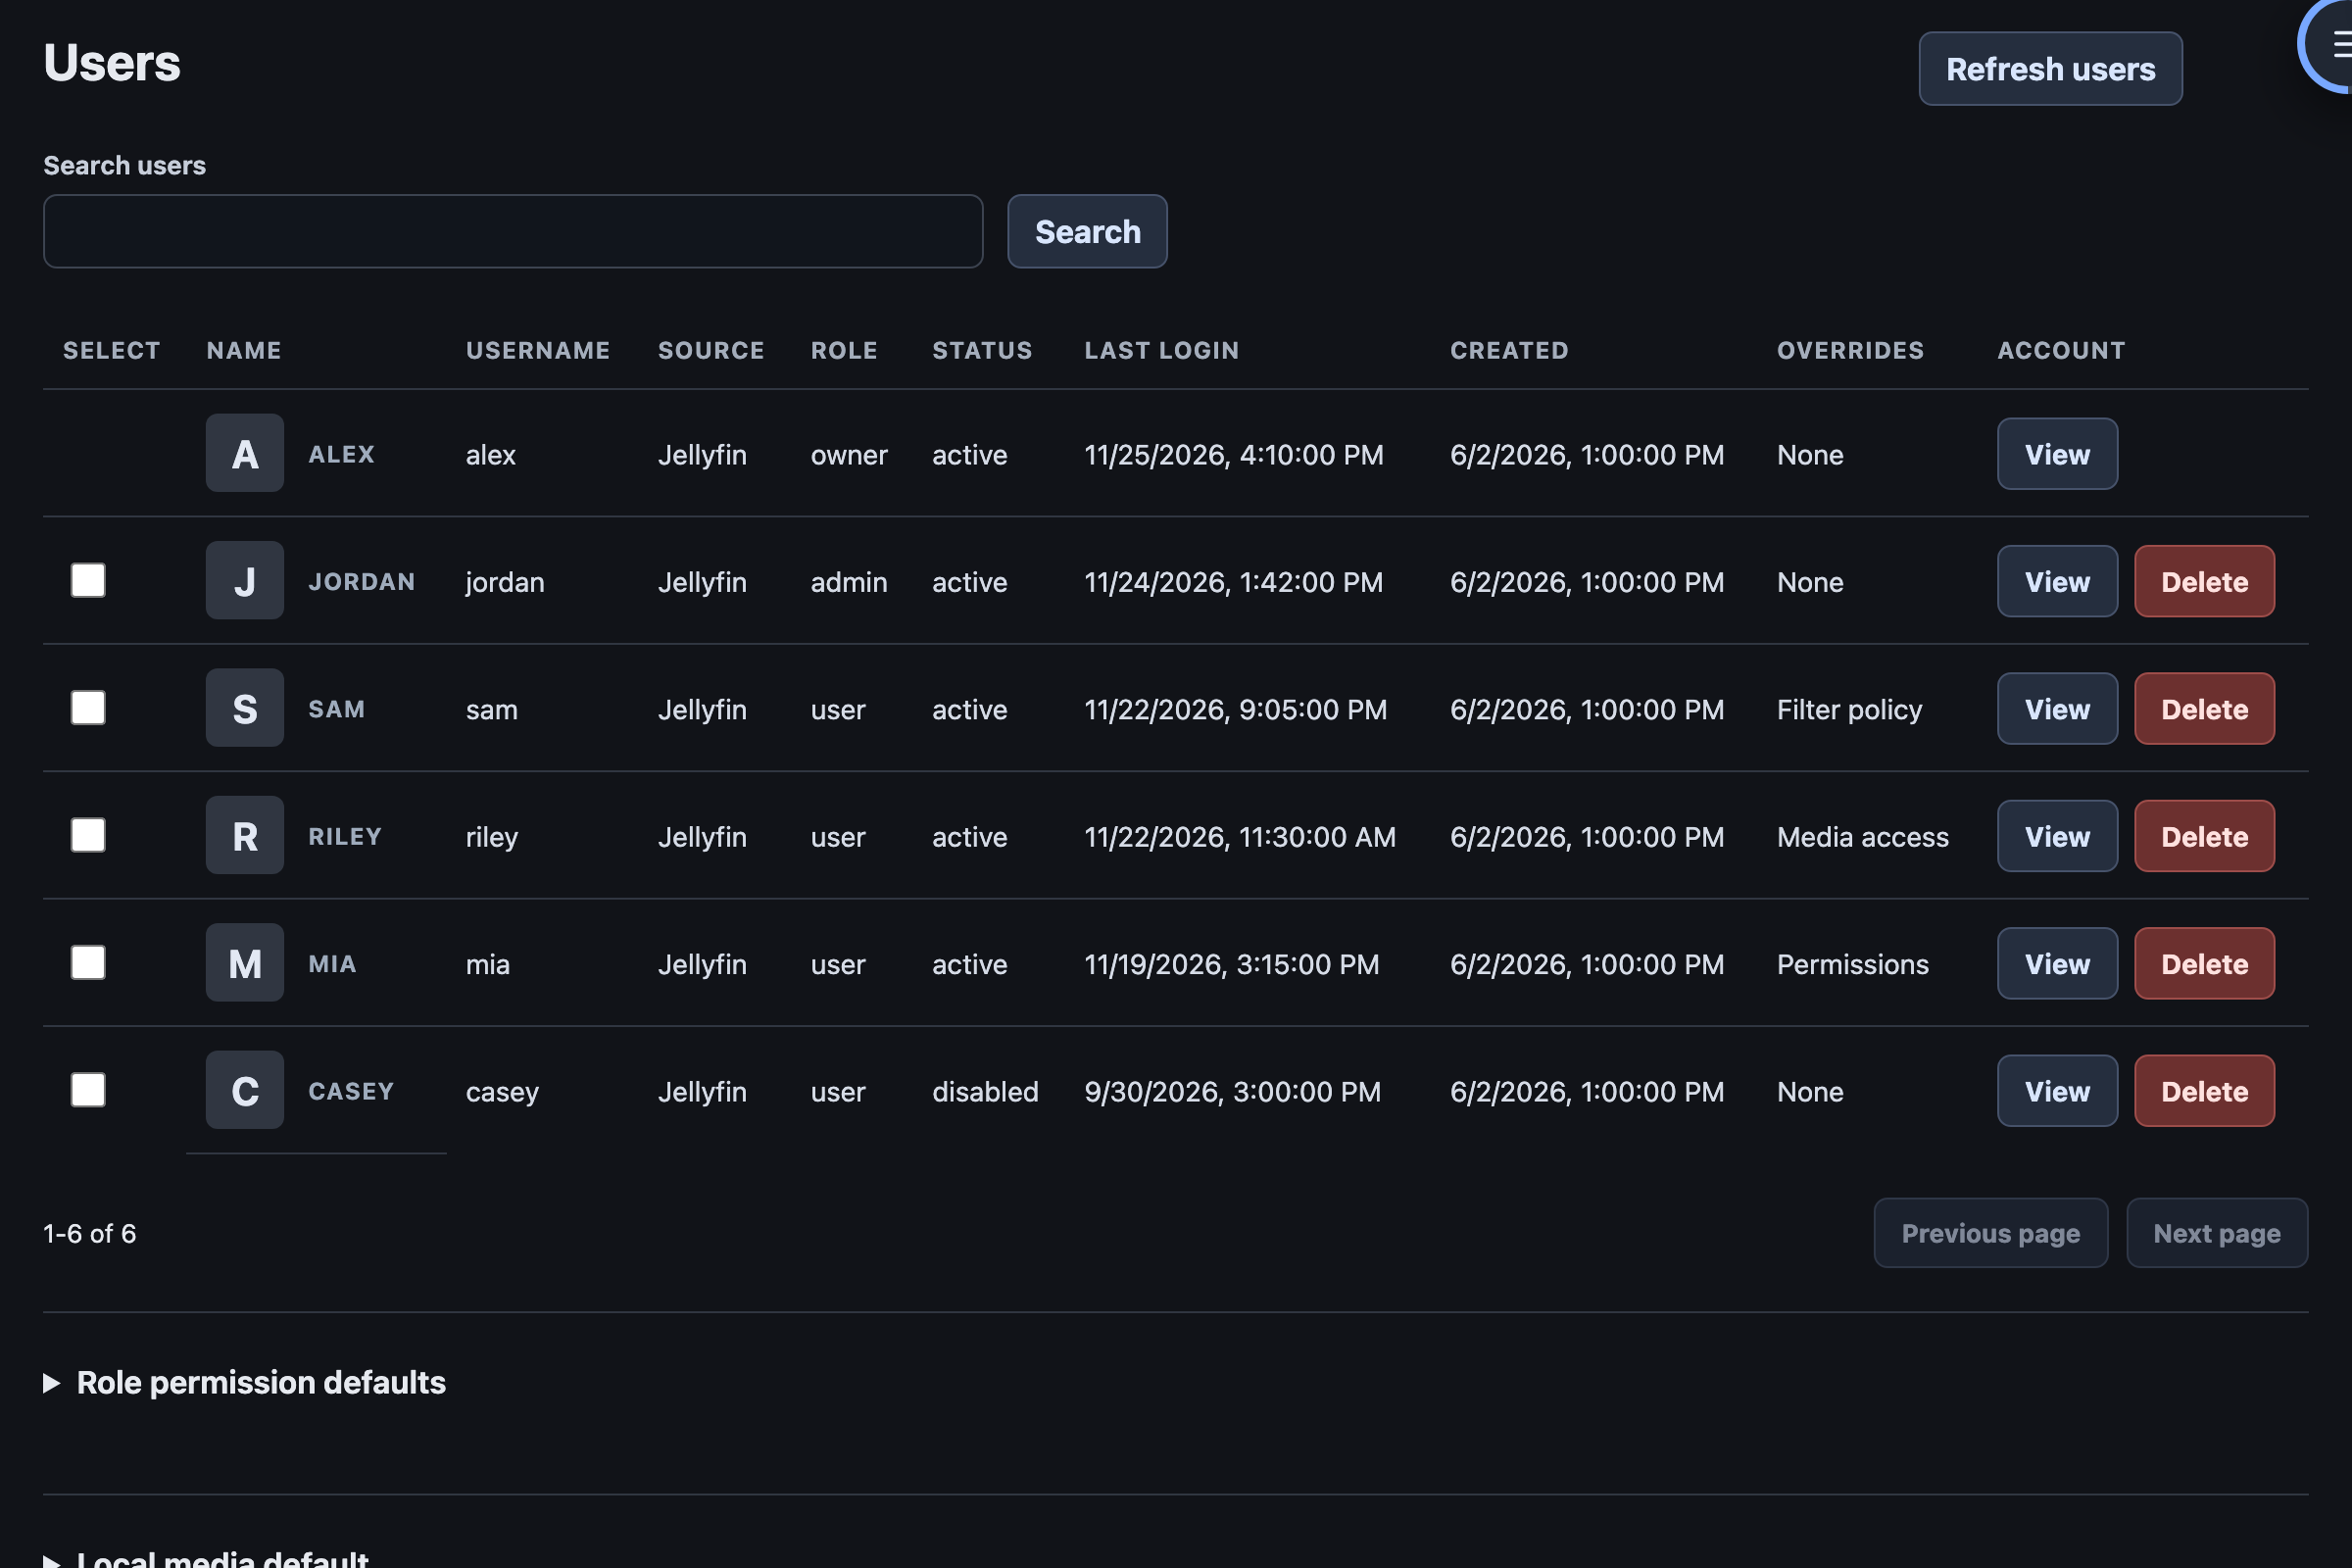 Users
Refresh users
Search users
Search
SELECT NAME USERNAME SOURCE ROLE STATUS LAST LOGIN CREATED OVERRIDES ACCOUNT
A ALEX alex Jellyfin owner active 11/25/2026, 4:10:00 PM 6/2/2026, 1:00:00 PM None View
J JORDAN jordan Jellyfin admin active 11/24/2026, 1:42:00 PM 6/2/2026, 1:00:00 PM None View Delete
S SAM sam Jellyfin user active 11/22/2026, 9:05:00 PM 6/2/2026, 1:00:00 PM Filter policy View Delete
R RILEY riley Jellyfin user active 11/22/2026, 11:30:00 AM 6/2/2026, 1:00:00 PM Media access View Delete
M MIA mia Jellyfin user active 11/19/2026, 3:15:00 PM 6/2/2026, 1:00:00 PM Permissions View Delete
C CASEY casey Jellyfin user disabled 9/30/2026, 3:00:00 PM 6/2/2026, 1:00:00 PM None View Delete
1-6 of 6
Previous page Next page
Role permission defaults
Local media default